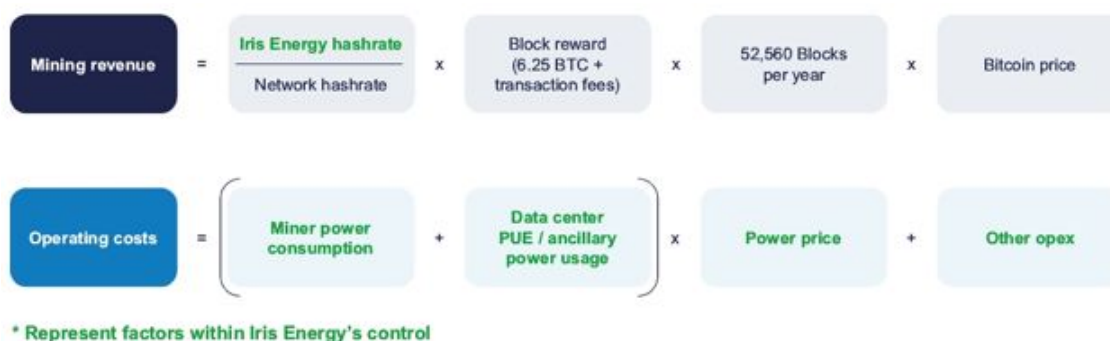 Mining revenue
=
Iris Energy hashrate
Network hashrate
x
Block reward
(6.25 BTC +
transaction fees)
x
52,560 Blocks
per year
x
Bitcoin price
Operating costs
=
(
Miner power
consumption
+
Data center
PUE / ancillary
power usage
)
x
Power price
+
Other opex
* Represent factors within Iris Energy's control